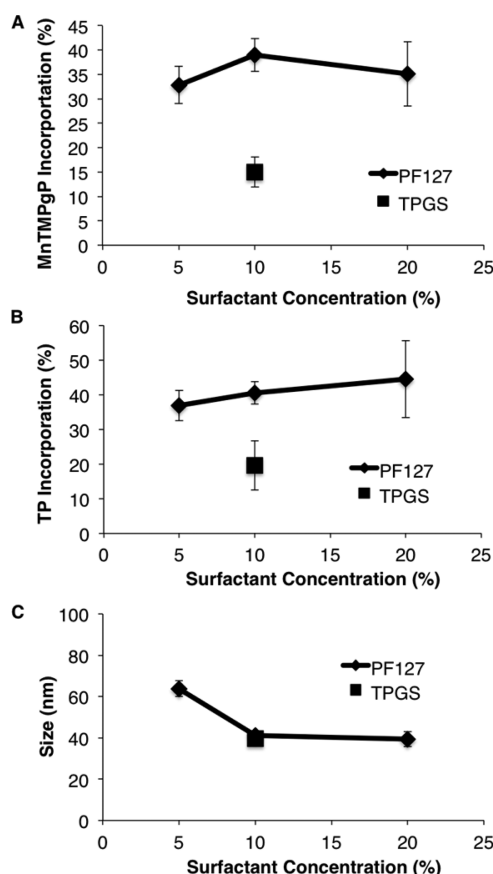 A
MnTMPgP Incorportation (%)
45
40
35
30
25
20
15
10
5
0
PF127
TPGS
0 5 10 15 20 25
Surfactant Concentration (%)
B
TP Incorporation (%)
60
50
40
30
20
10
0
PF127
TPGS
0 5 10 15 20 25
Surfactant Concentration (%)
C
Size (nm)
100
80
60
40
20
0
PF127
TPGS
0 5 10 15 20 25
Surfactant Concentration (%)